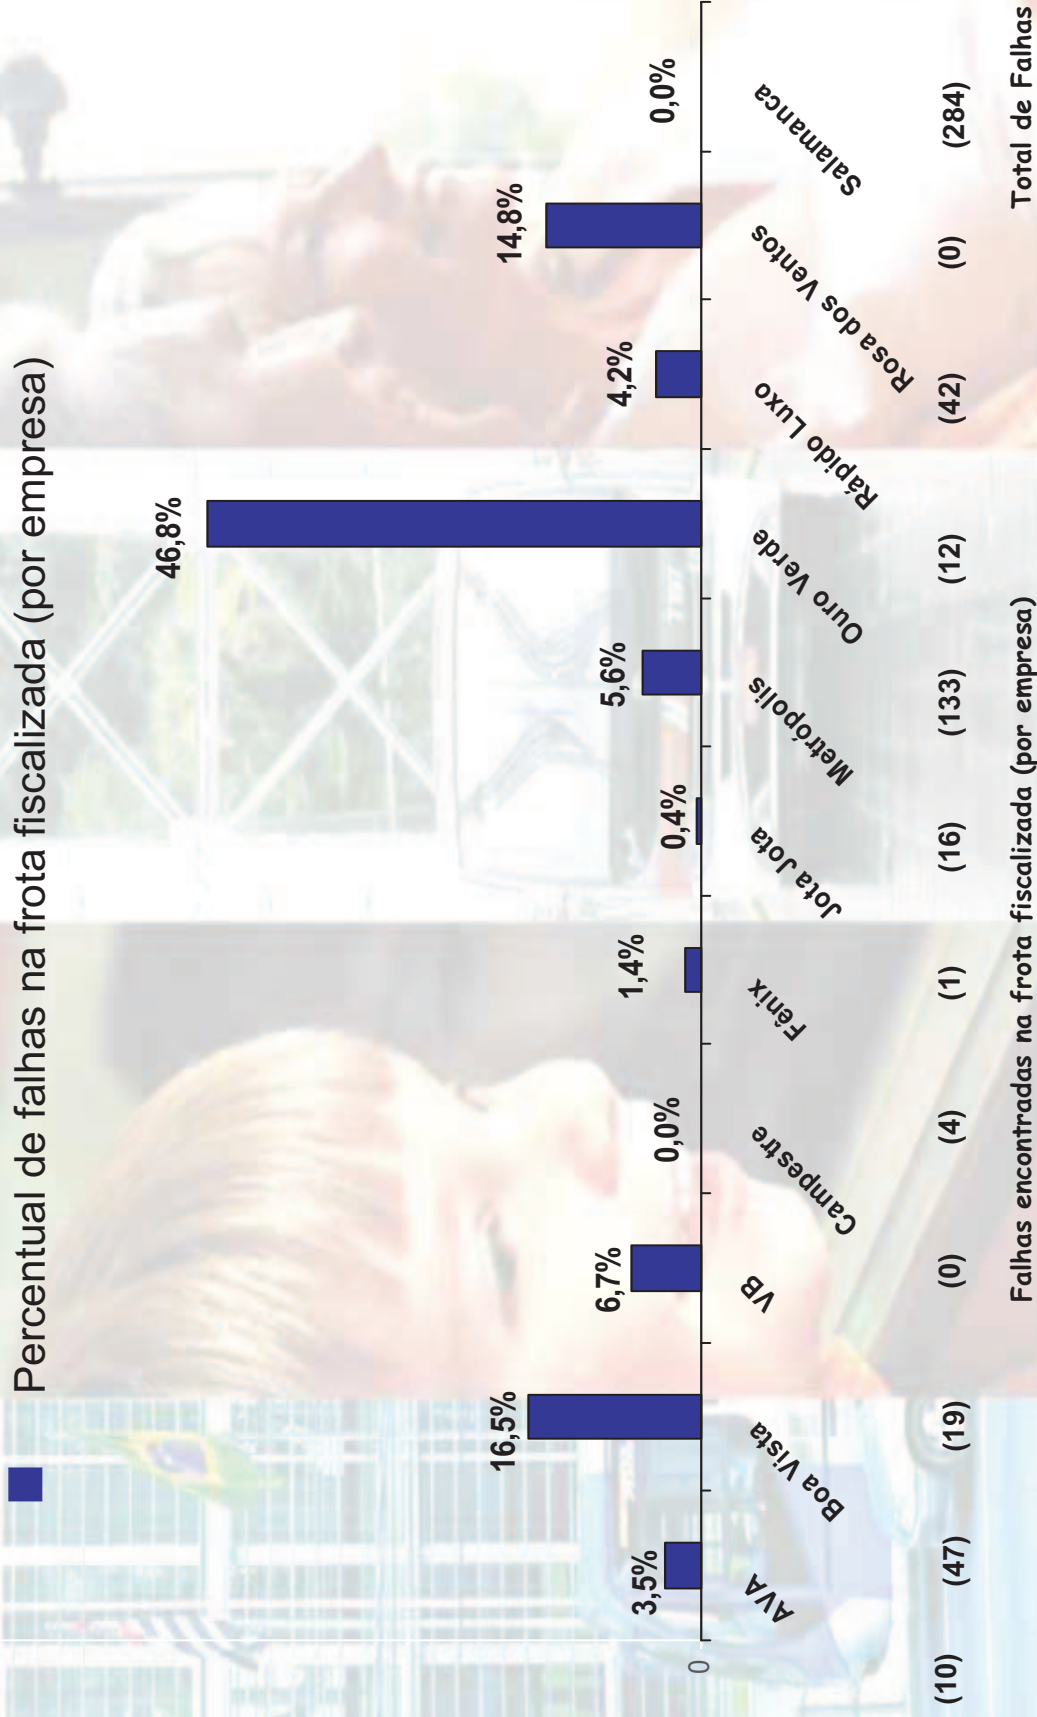 Percentual de falhas na frota fiscalizada (por empresa)
3,5%
16,5%
6,7%
0,0%
1,4%
0,4%
5,6%
46,8%
4,2%
14,8%
0,0%
0
AVA
Boa Vista
VB
Campestre
Fênix
Jota Jota
Metrópolis
Ouro Verde
Rápido Luxo
Rosa dos Ventos
Salamanca
(10) (47) (19) (0) (4) (1) (16) (133) (12) (42) (0) (284)
Falhas encontradas na frota fiscalizada (por empresa) Total de Falhas